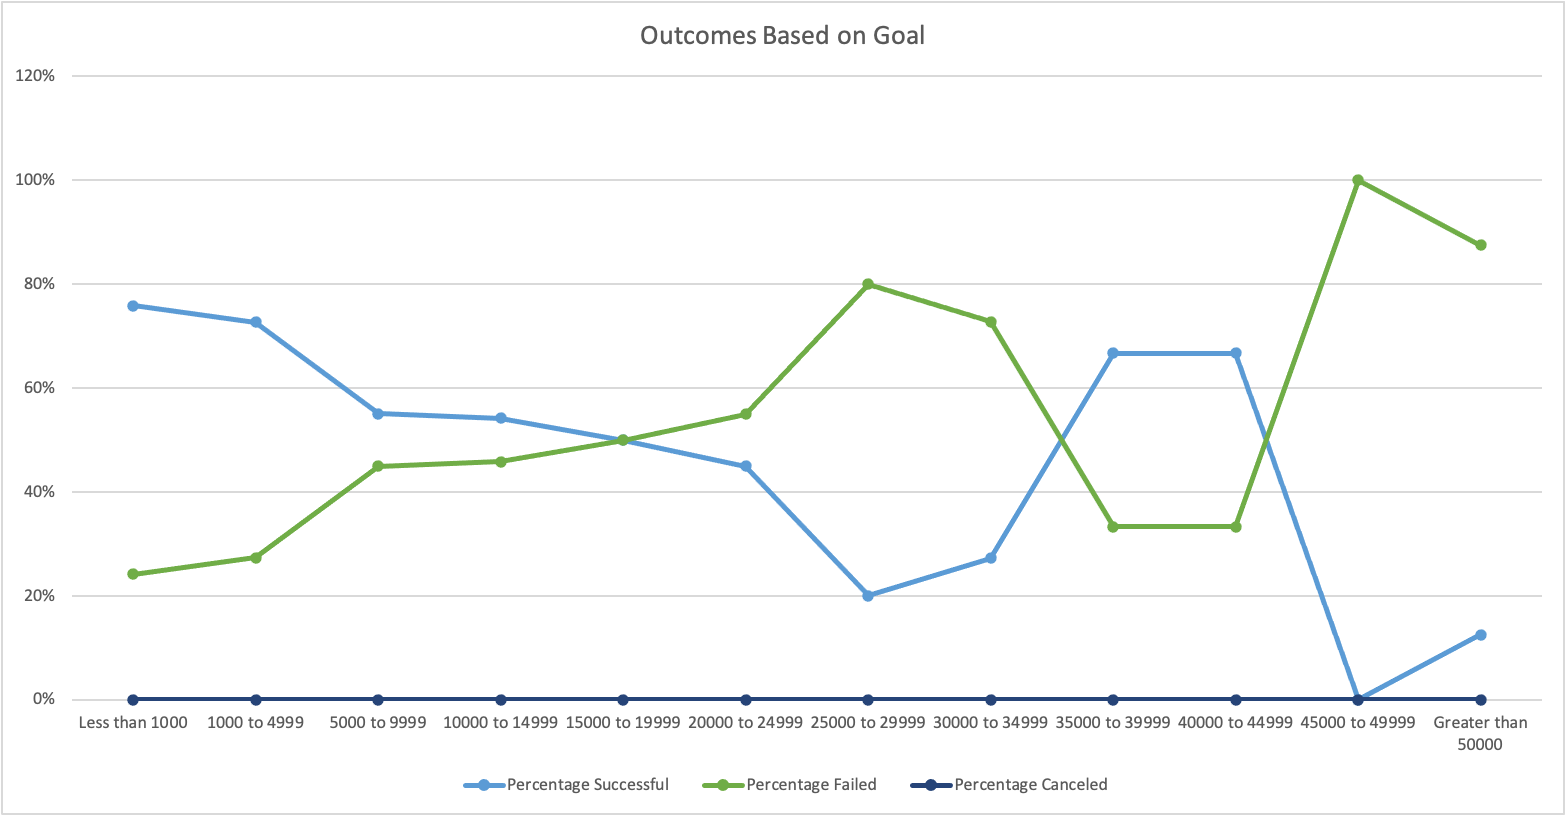 Outcomes Based on Goal
120%
100%
80%
60%
40%
20%
0%
Less than 1000 1000 to 4999 5000 to 9999 10000 to 14999 15000 to 19999 20000 to 24999 25000 to 29999 30000 to 34999 35000 to 39999 40000 to 44999 45000 to 49999 Greater than
50000
Percentage Successful Percentage Failed Percentage Canceled